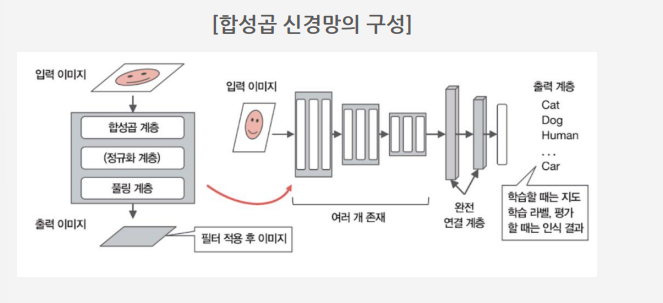 [합성곱 신경망의 구성]
입력 이미지
합성곱 계층
(정규화 계층)
풀링 계층
출력 이미지
필터 적용 후 이미지
입력 이미지
여러 개 존재
완전
연결 계층
출력 계층
Cat
Dog
Human
...
Car
학습할 때는 지도
학습 라벨, 평가
할 때는 인식 결과